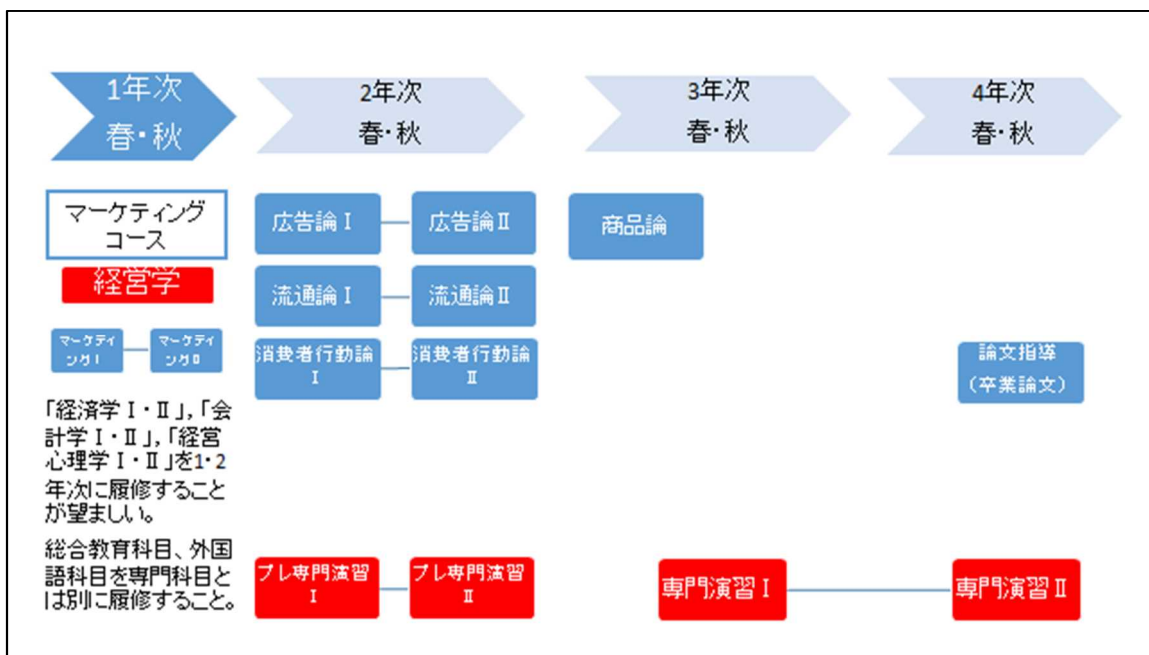 1年次
春・秋
2年次
春・秋
3年次
春・秋
4年次
春・秋
マーケティング
コース
経営学
マーケティ
ングⅠ
マーケティ
ングⅡ
「経済学Ⅰ・Ⅱ」,「会
計学Ⅰ・Ⅱ」,「経営
心理学Ⅰ・Ⅱ」を1・2
年次に履修すること
が望ましい。
総合教育科目、外国
語科目を専門科目と
は別に履修すること。
広告論Ⅰ
広告論Ⅱ
流通論Ⅰ
流通論Ⅱ
消費者行動論
Ⅰ
消費者行動論
Ⅱ
プレ専門演習
Ⅰ
プレ専門演習
Ⅱ
商品論
専門演習Ⅰ
論文指導
(卒業論文)
専門演習Ⅱ